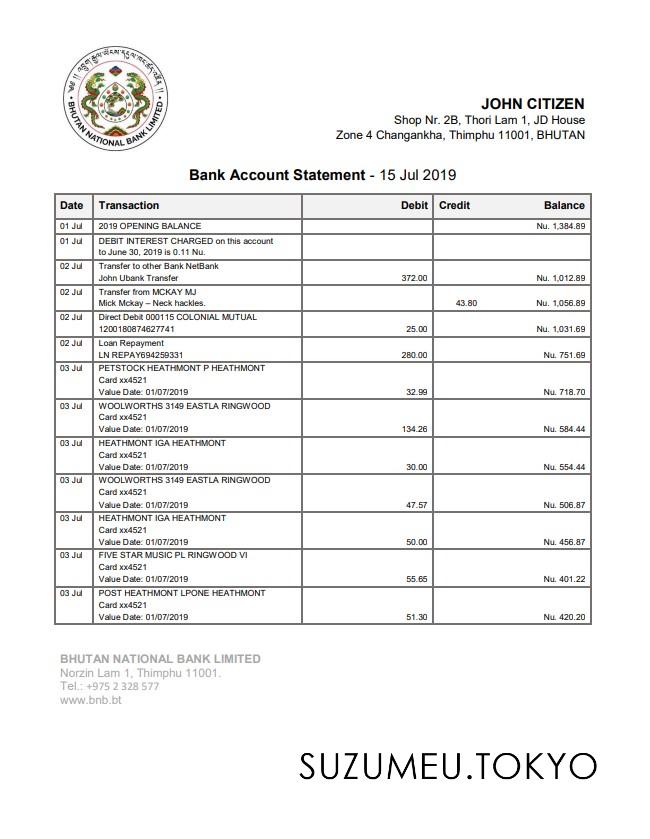 BHUTAN NATIONAL BANK LIMITED
JOHN CITIZEN
Shop Nr. 2B, Thori Lam 1, JD House
Zone 4 Changankha, Thimphu 11001, BHUTAN
Bank Account Statement - 15 Jul 2019
Date Transaction Debit Credit Balance
01 Jul 2019 OPENING BALANCE Nu. 1,384.89
01 Jul DEBIT INTEREST CHARGED on this account
to June 30, 2019 is 0.11 Nu.
02 Jul Transfer to other Bank NetBank
John Ubank Transfer 372.00 Nu. 1,012.89
02 Jul Transfer from MCKAY MJ
Mick Mckay – Neck hackles. 43.80 Nu. 1,056.89
02 Jul Direct Debit 000115 COLONIAL MUTUAL
1200180874627741 25.00 Nu. 1,031.69
02 Jul Loan Repayment
LN REPAY694259331 280.00 Nu. 751.69
03 Jul PETSTOCK HEATHMONT P HEATHMONT
Card xx4521
Value Date: 01/07/2019 32.99 Nu. 718.70
03 Jul WOOLWORTHS 3149 EASTLA RINGWOOD
Card xx4521
Value Date: 01/07/2019 134.26 Nu. 584.44
03 Jul HEATHMONT IGA HEATHMONT
Card xx4521
Value Date: 01/07/2019 30.00 Nu. 554.44
03 Jul WOOLWORTHS 3149 EASTLA RINGWOOD
Card xx4521
Value Date: 01/07/2019 47.57 Nu. 506.87
03 Jul HEATHMONT IGA HEATHMONT
Card xx4521
Value Date: 01/07/2019 50.00 Nu. 456.87
03 Jul FIVE STAR MUSIC PL RINGWOOD VI
Card xx4521
Value Date: 01/07/2019 55.65 Nu. 401.22
03 Jul POST HEATHMONT LPONE HEATHMONT
Card xx4521
Value Date: 01/07/2019 51.30 Nu. 420.20
BHUTAN NATIONAL BANK LIMITED
Norzin Lam 1, Thimphu 11001.
Tel.: +975 2 328 577
www.bnb.bt
SUZUMEU.TOKYO